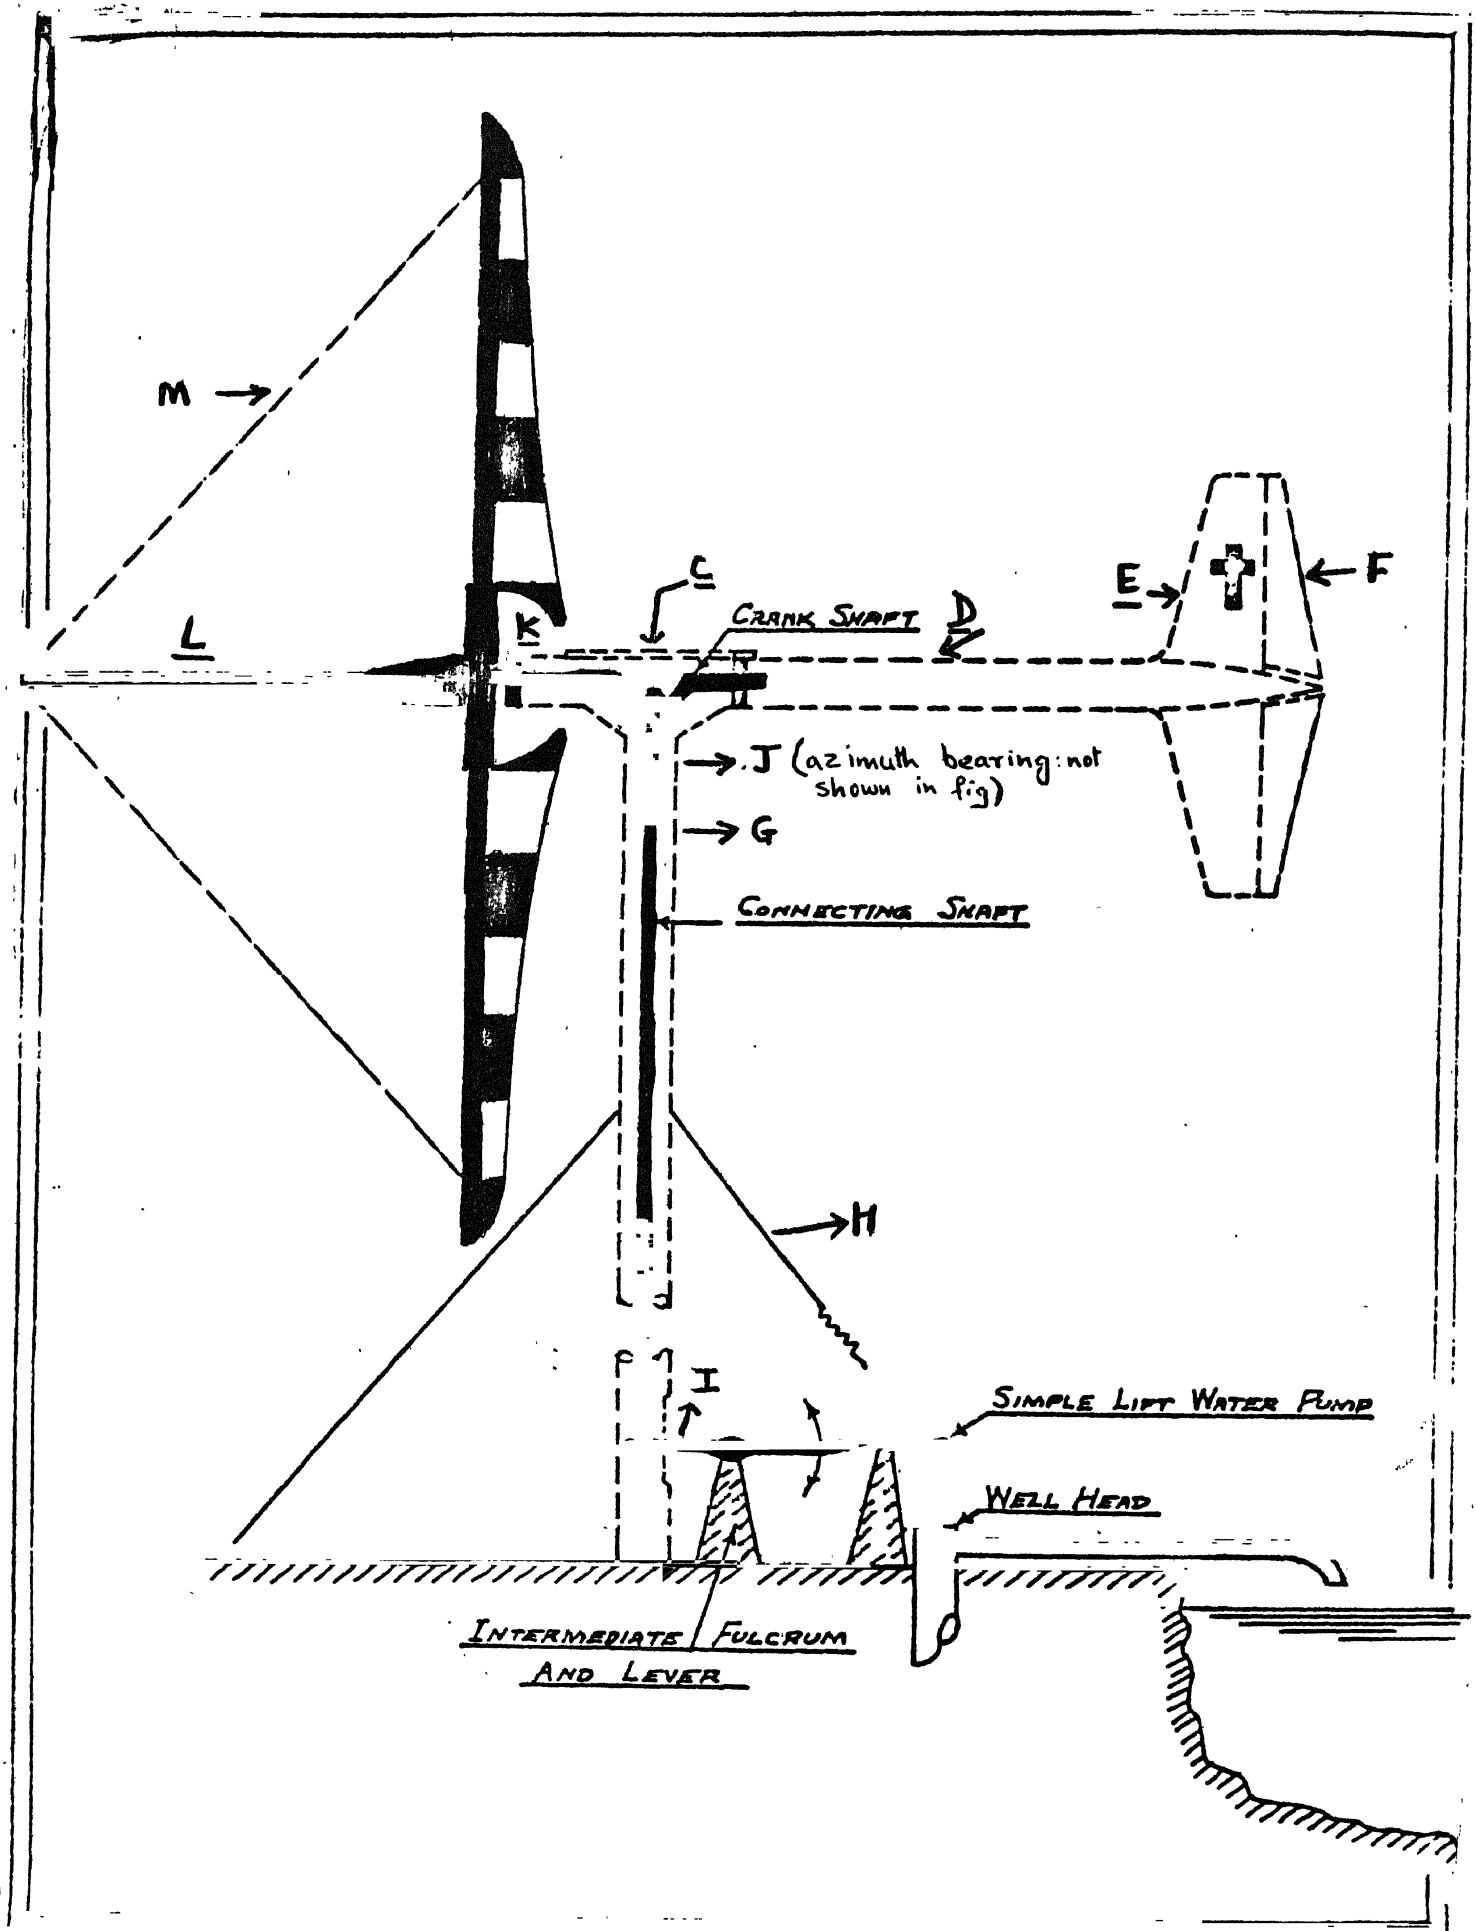 M →
C
CRANK SHAFT
D
E
F
K
L
J (azimuth bearing: not
shown in fig)
G
CONNECTING SHAFT
H
I
SIMPLE LIFT WATER PUMP
WELL HEAD
INTERMEDIATE FULCRUM
AND LEVER